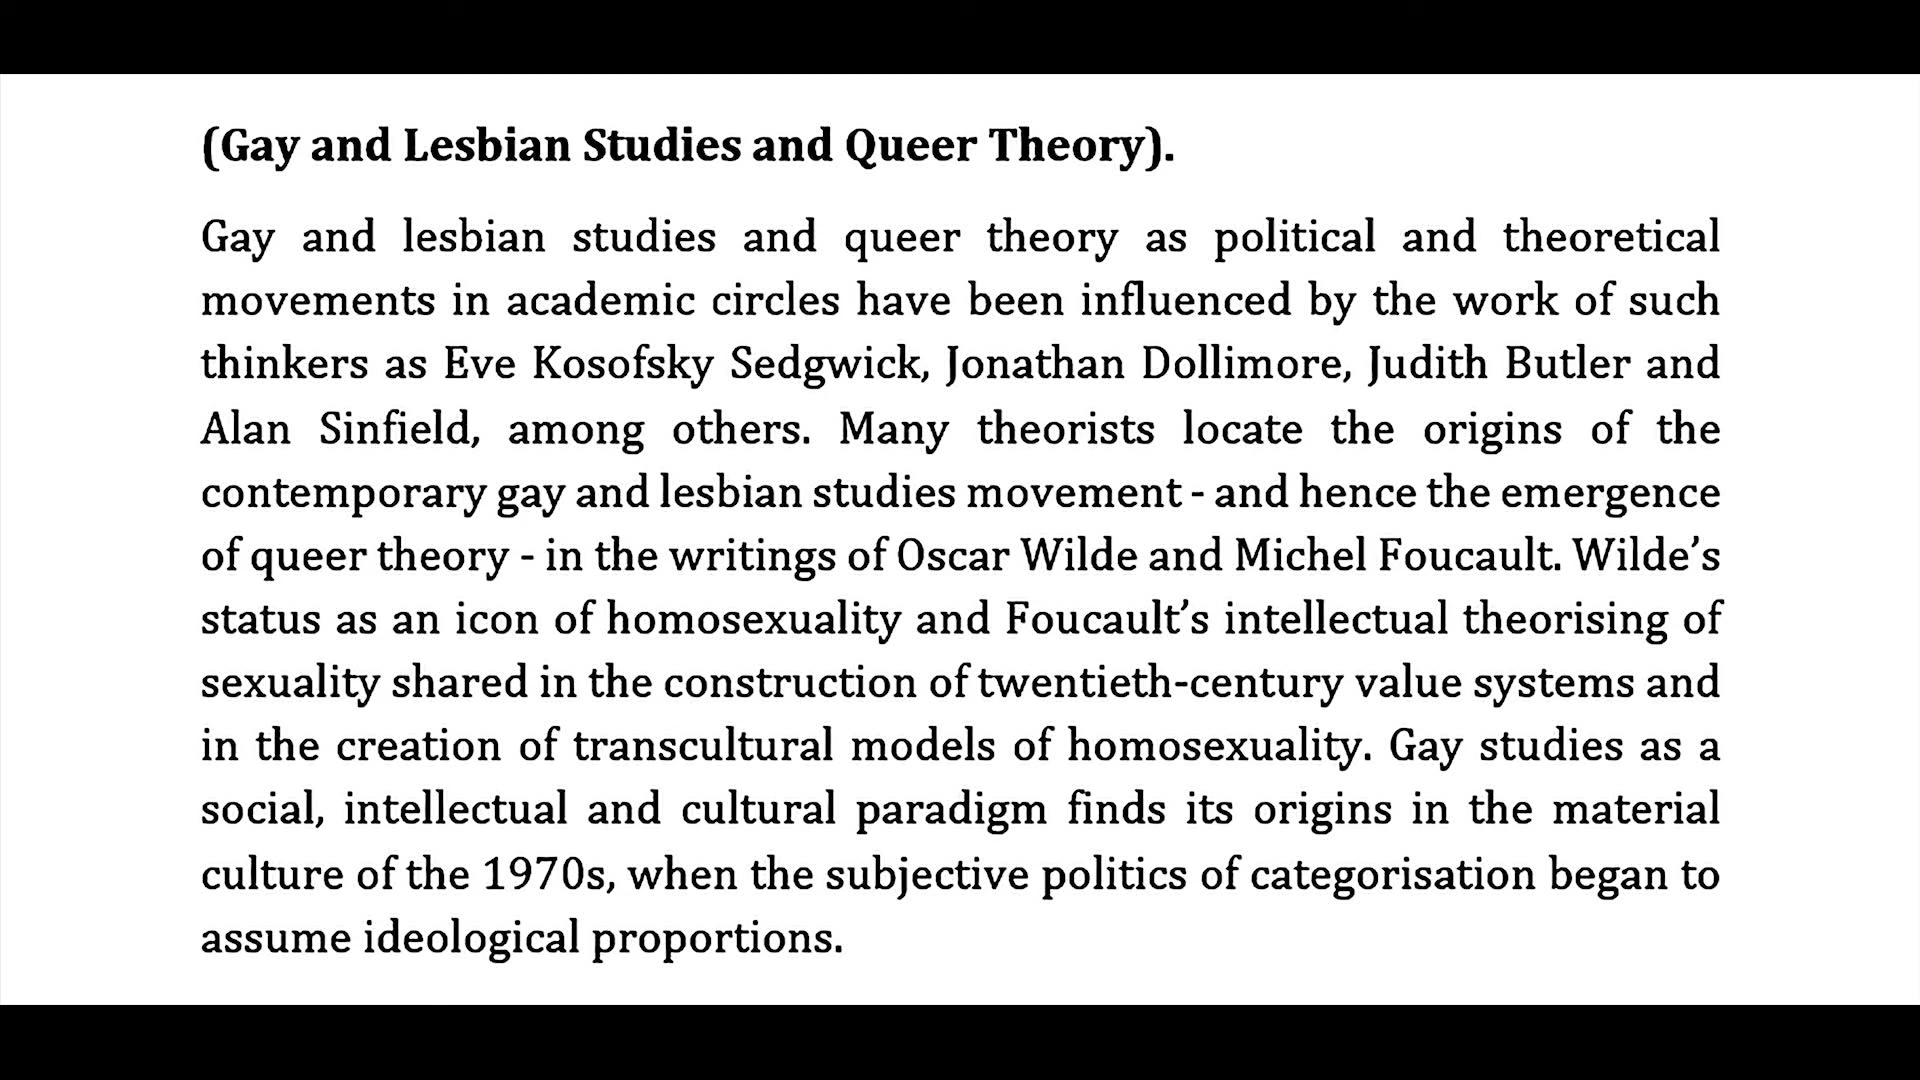 (Gay and Lesbian Studies and Queer Theory).
Gay and lesbian studies and queer theory as political and theoretical
movements in academic circles have been influenced by the work of such
thinkers as Eve Kosofsky Sedgwick, Jonathan Dollimore, Judith Butler and
Alan Sinfield, among others. Many theorists locate the origins of the
contemporary gay and lesbian studies movement - and hence the emergence
of queer theory - in the writings of Oscar Wilde and Michel Foucault. Wilde’s
status as an icon of homosexuality and Foucault’s intellectual theorising of
sexuality shared in the construction of twentieth-century value systems and
in the creation of transcultural models of homosexuality. Gay studies as a
social, intellectual and cultural paradigm finds its origins in the material
culture of the 1970s, when the subjective politics of categorisation began to
assume ideological proportions.